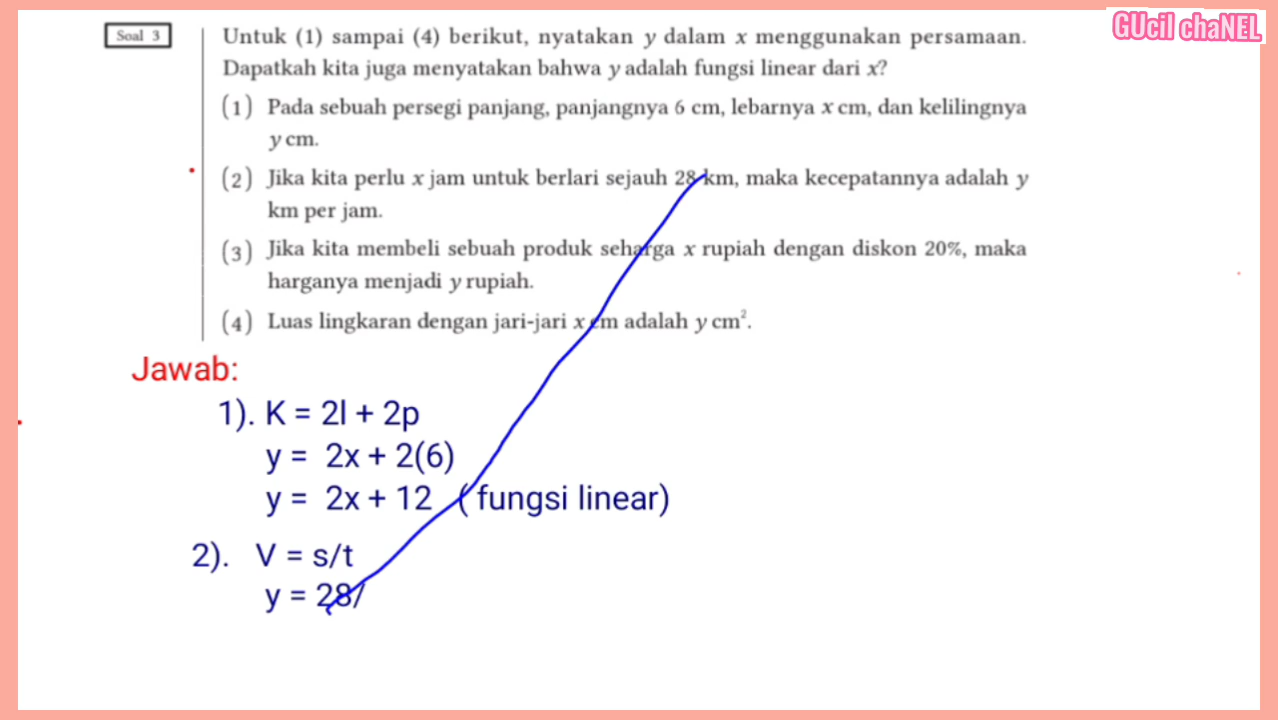 GUcil chaNEL
Soal 3
Untuk (1) sampai (4) berikut, nyatakan y dalam x menggunakan persamaan.
Dapatkah kita juga menyatakan bahwa y adalah fungsi linear dari x?
(1) Pada sebuah persegi panjang, panjangnya 6 cm, lebarnya x cm, dan kelilingnya
y cm.
(2) Jika kita perlu x jam untuk berlari sejauh 28 km, maka kecepatannya adalah y
km per jam.
(3) Jika kita membeli sebuah produk seharga x rupiah dengan diskon 20%, maka
harganya menjadi y rupiah.
(4) Luas lingkaran dengan jari-jari x cm adalah y cm².
Jawab:
1). K = 2l + 2p
y = 2x + 2(6)
y = 2x + 12 (fungsi linear)
2). V = s/t
y = 28/